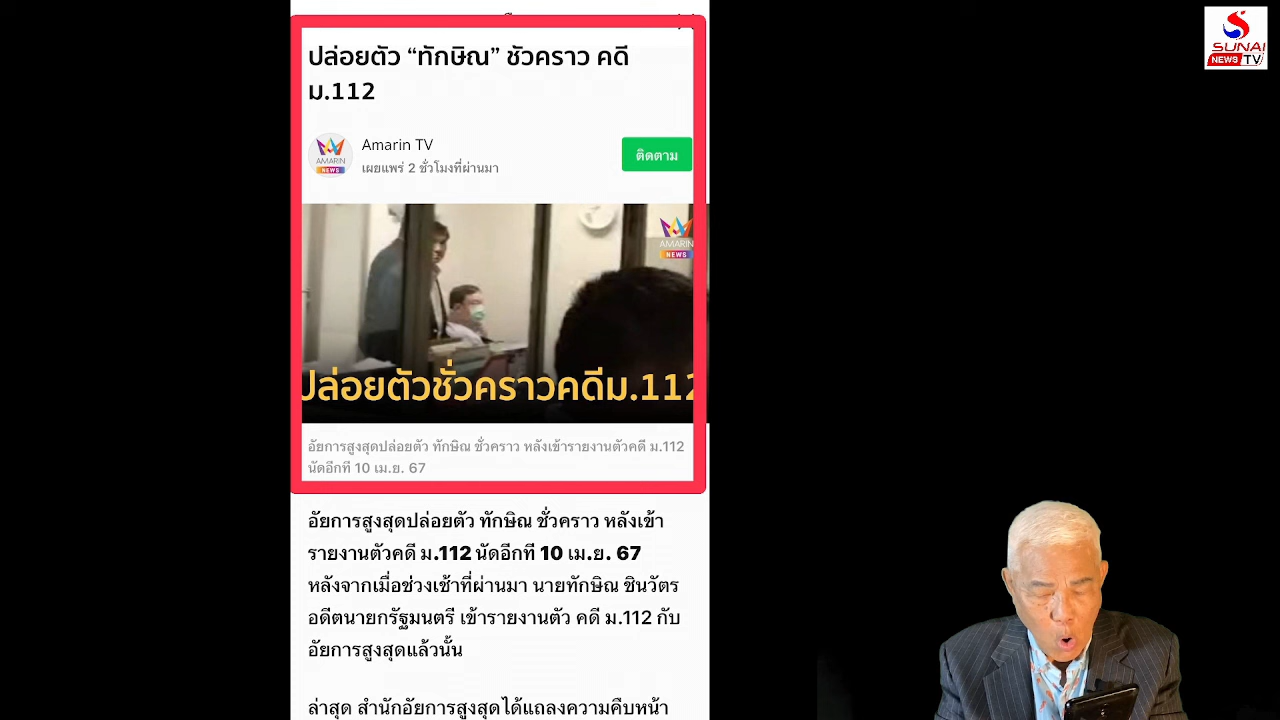 SUNAI
NEWS TV
ปล่อยตัว “ทักษิณ” ชั่วคราว คดี
ม.112
Amarin TV
เผยแพร่ 2 ชั่วโมงที่ผ่านมา
ติดตาม
AMARIN
NEWS
AMARIN
NEWS
ปล่อยตัวชั่วคราวคดีม.112
อัยการสูงสุดปล่อยตัว ทักษิณ ชั่วคราว หลังเข้ารายงานตัวคดี ม.112
นัดอีกที 10 เม.ย. 67
อัยการสูงสุดปล่อยตัว ทักษิณ ชั่วคราว หลังเข้า
รายงานตัวคดี ม.112 นัดอีกที 10 เม.ย. 67
หลังจากเมื่อช่วงเช้าที่ผ่านมา นายทักษิณ ชินวัตร
อดีตนายกรัฐมนตรี เข้ารายงานตัว คดี ม.112 กับ
อัยการสูงสุดแล้วนั้น
ล่าสุด สำนักอัยการสูงสุดได้แถลงความคืบหน้า